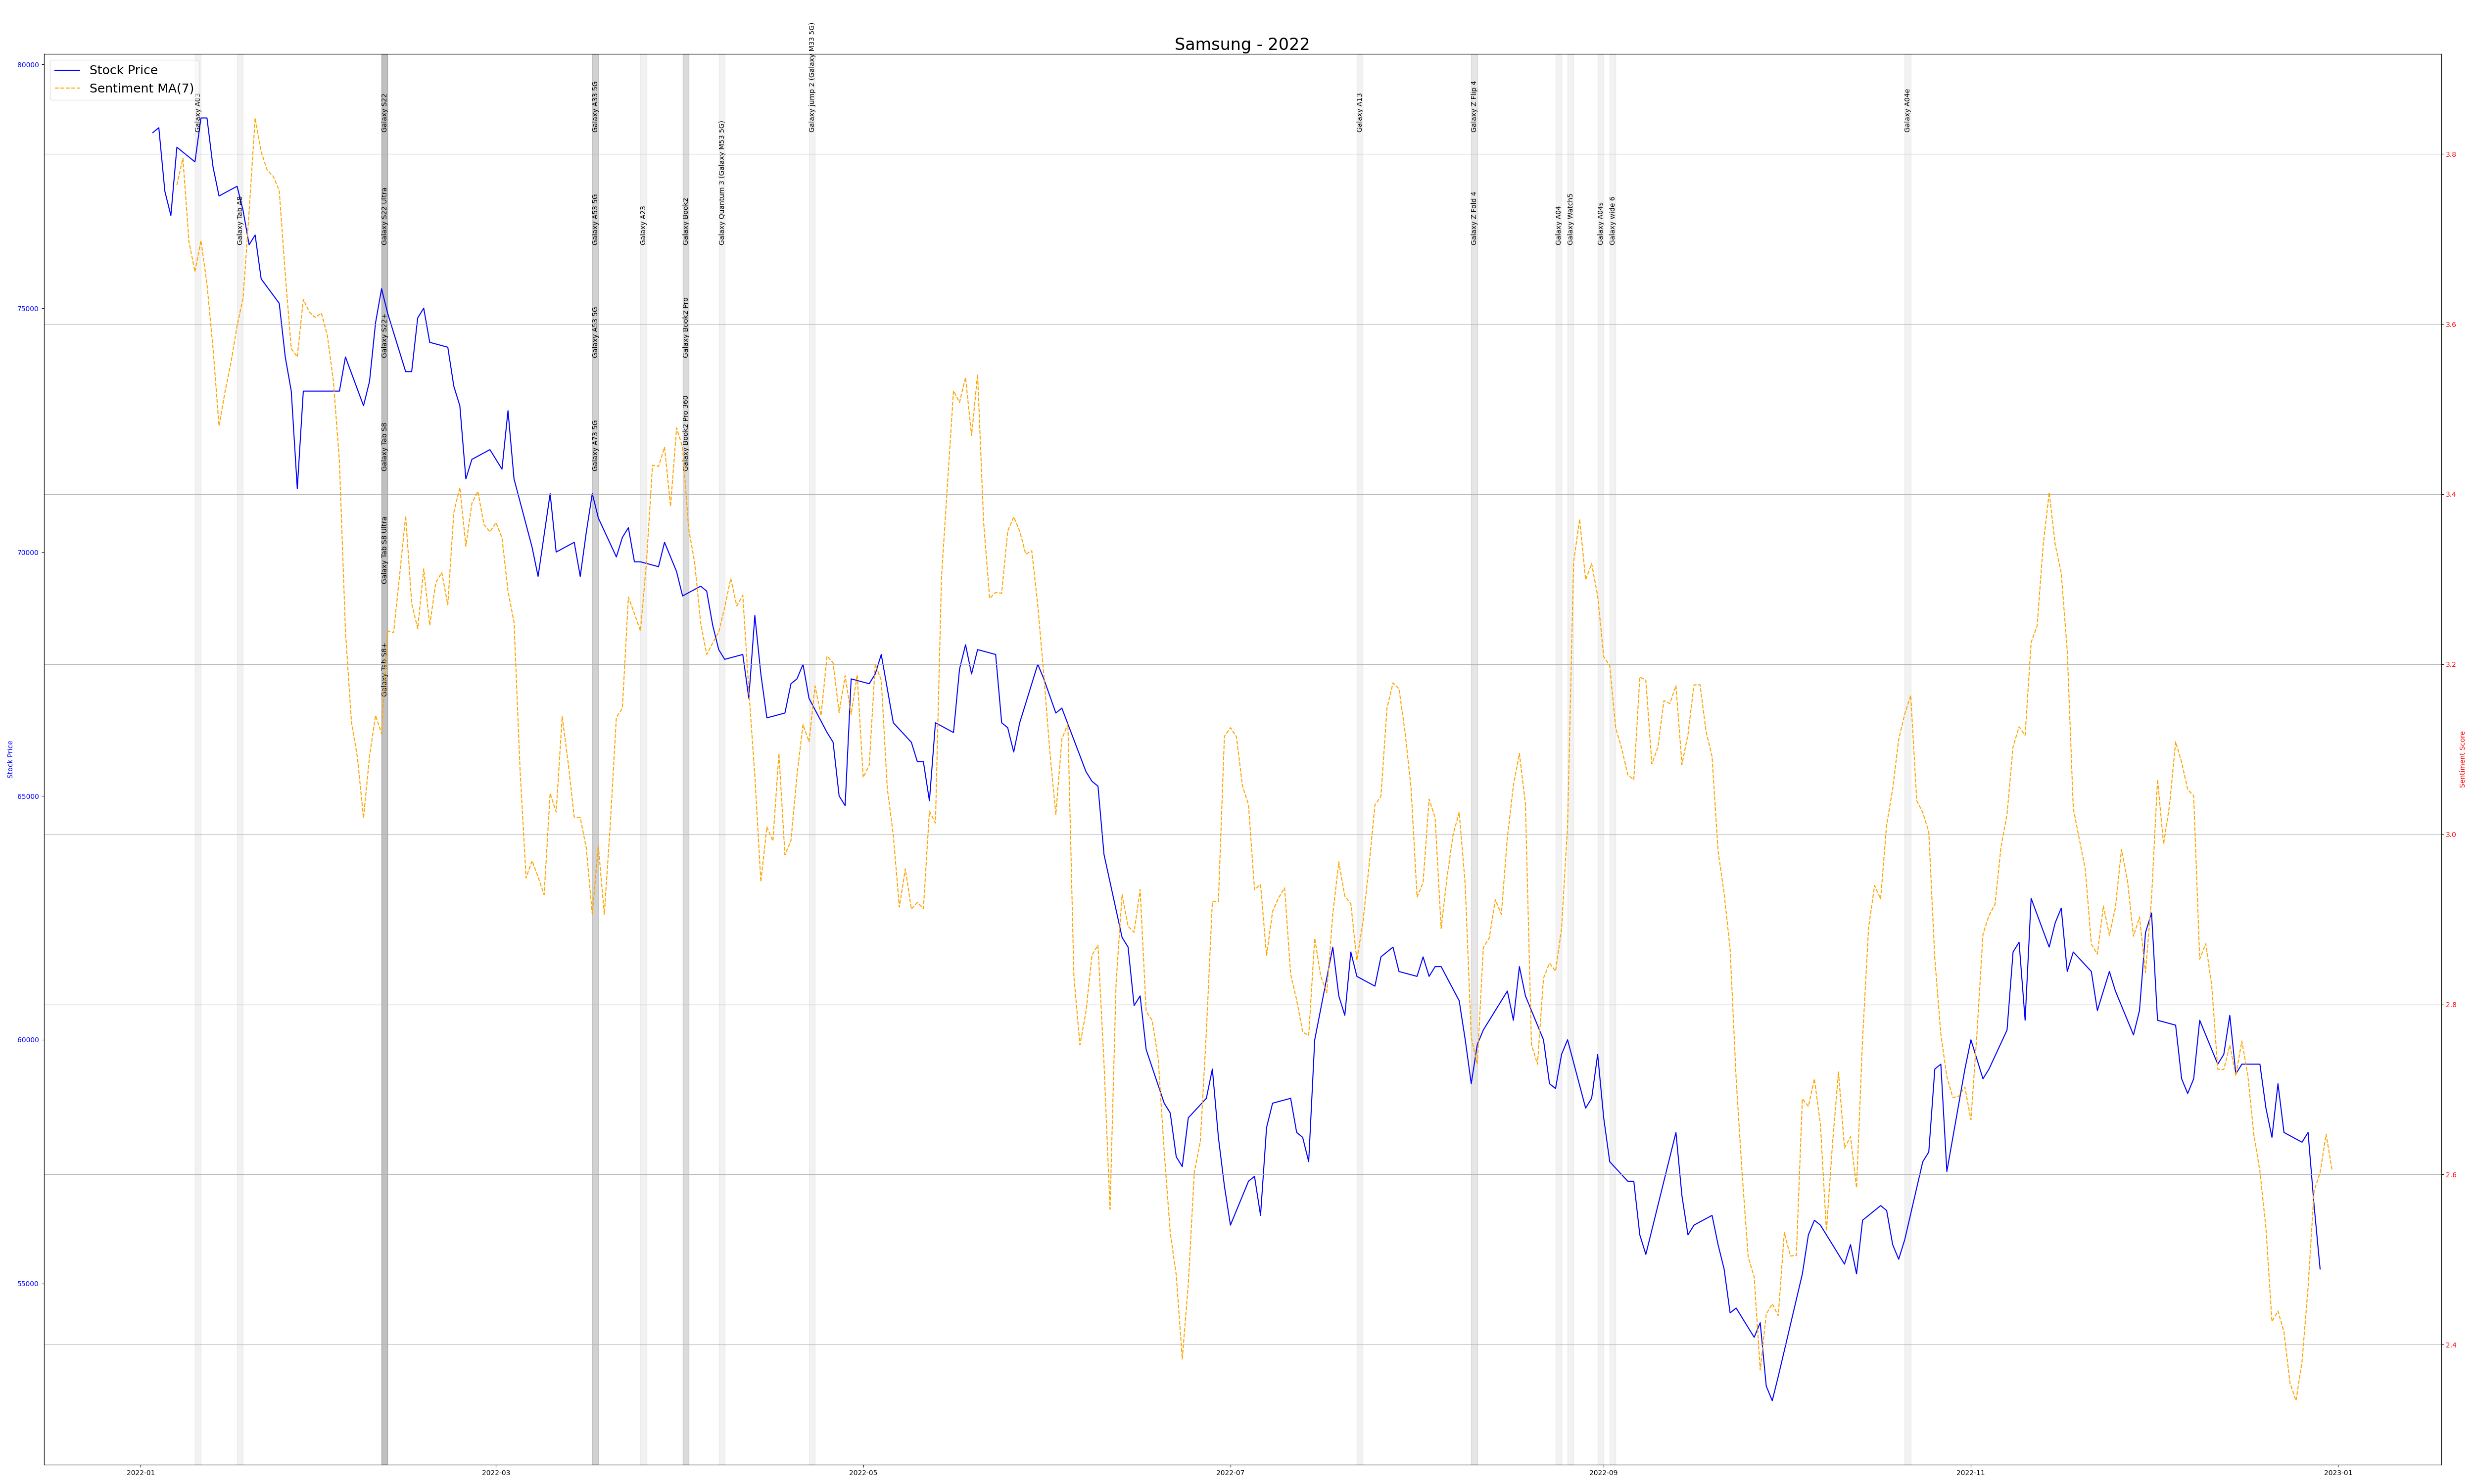 Samsung - 2022
Stock Price
Sentiment MA(7)
Galaxy A03
Galaxy Tab A8
Galaxy S22
Galaxy S22 Ultra
Galaxy S22+
Galaxy Tab S8
Galaxy Tab S8 Ultra
Galaxy Tab S8+
Galaxy A33 5G
Galaxy A53 5G
Galaxy A53 5G
Galaxy A73 5G
Galaxy A23
Galaxy Book2
Galaxy Book2 Pro
Galaxy Book2 Pro 360
Galaxy Quantum 3 (Galaxy M53 5G)
Galaxy Jump 2 (Galaxy M33 5G)
Galaxy A13
Galaxy Z Flip 4
Galaxy Z Fold 4
Galaxy A04
Galaxy Watch5
Galaxy A04s
Galaxy wide 6
Galaxy A04e
80000
75000
70000
65000
60000
55000
Stock Price
3.8
3.6
3.4
3.2
3.0
2.8
2.6
2.4
Sentiment Score
2022-01
2022-03
2022-05
2022-07
2022-09
2022-11
2023-01